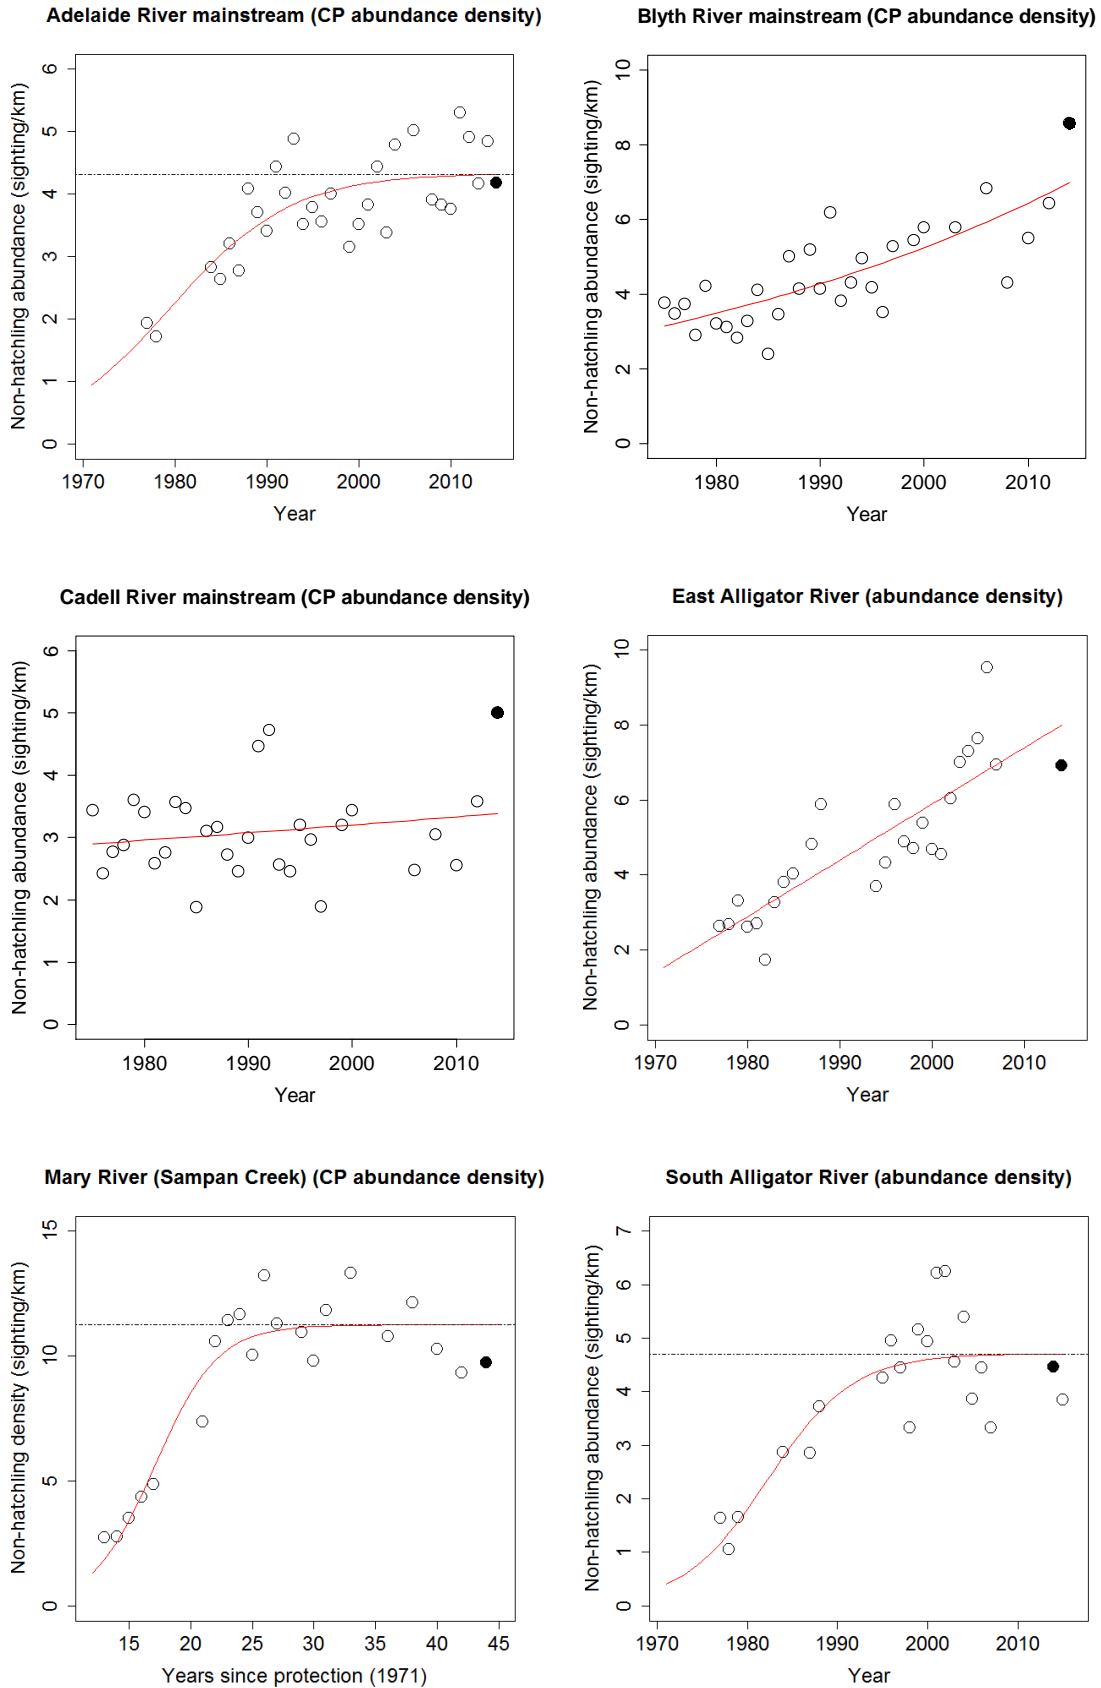 Adelaide River mainstream (CP abundance density)
Non-hatchling abundance (sighting/km)
6
5
4
3
2
1
0
1970 1980 1990 2000 2010
Year
Blyth River mainstream (CP abundance density)
Non-hatchling abundance (sighting/km)
10
8
6
4
2
0
1980 1990 2000 2010
Year
Cadell River mainstream (CP abundance density)
Non-hatchling abundance (sighting/km)
6
5
4
3
2
1
0
1980 1990 2000 2010
Year
East Alligator River (abundance density)
Non-hatchling abundance (sighting/km)
10
8
6
4
2
0
1970 1980 1990 2000 2010
Year
Mary River (Sampan Creek) (CP abundance density)
Non-hatchling density (sighting/km)
15
10
5
0
15 20 25 30 35 40 45
Years since protection (1971)
South Alligator River (abundance density)
Non-hatchling abundance (sighting/km)
7
6
5
4
3
2
1
0
1970 1980 1990 2000 2010
Year